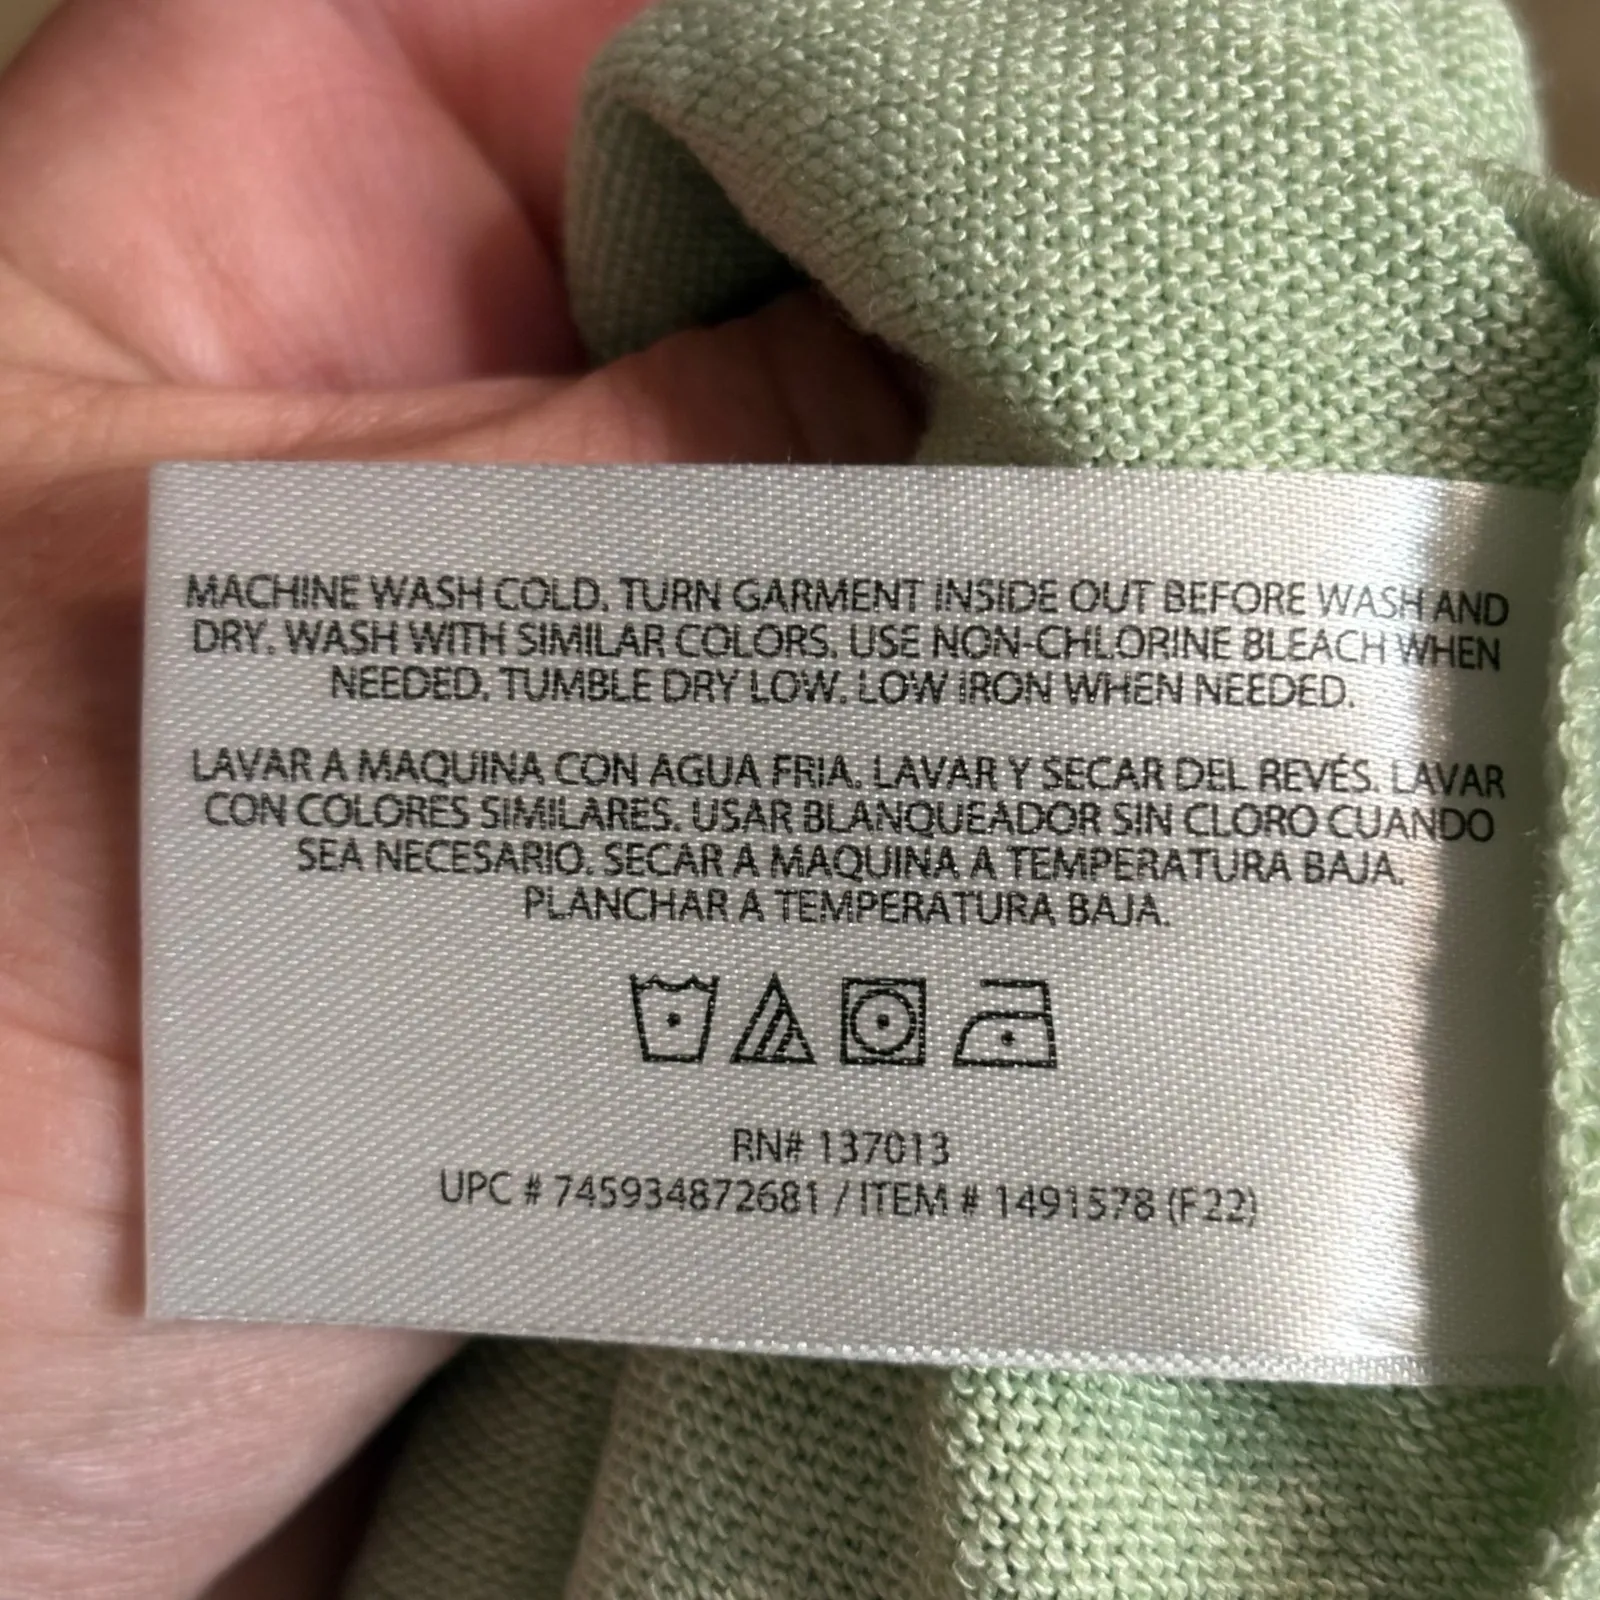 MACHINE WASH COLD. TURN GARMENT INSIDE OUT BEFORE WASH AND
DRY. WASH WITH SIMILAR COLORS. USE NON-CHLORINE BLEACH WHEN
NEEDED. TUMBLE DRY LOW. LOW IRON WHEN NEEDED.
LAVAR A MAQUINA CON AGUA FRIA. LAVAR Y SECAR DEL REVÉS. LAVAR
CON COLORES SIMILARES. USAR BLANQUEADOR SIN CLORO CUANDO
SEA NECESARIO. SECAR A MAQUINA A TEMPERATURA BAJA.
PLANCHAR A TEMPERATURA BAJA.
RN# 137013
UPC # 745934872681 / ITEM # 1491578 (F22)